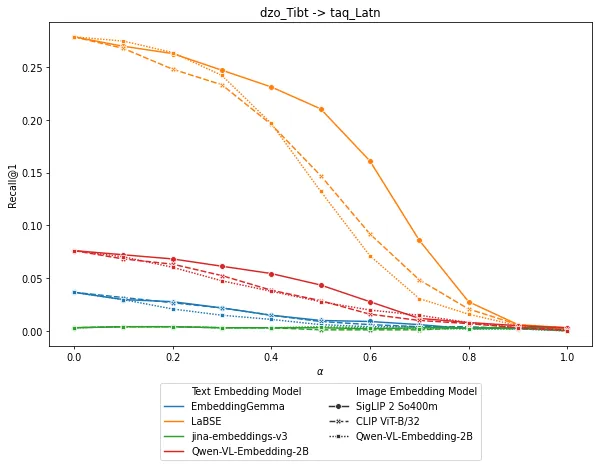 dzo_Tibt -> taq_Latn
Recall@1
0.25
0.20
0.15
0.10
0.05
0.00
0.0 0.2 0.4 0.6 0.8 1.0
α
Text Embedding Model Image Embedding Model
EmbeddingGemma SigLIP 2 So400m
LaBSE CLIP ViT-B/32
jina-embeddings-v3 Qwen-VL-Embedding-2B
Qwen-VL-Embedding-2B